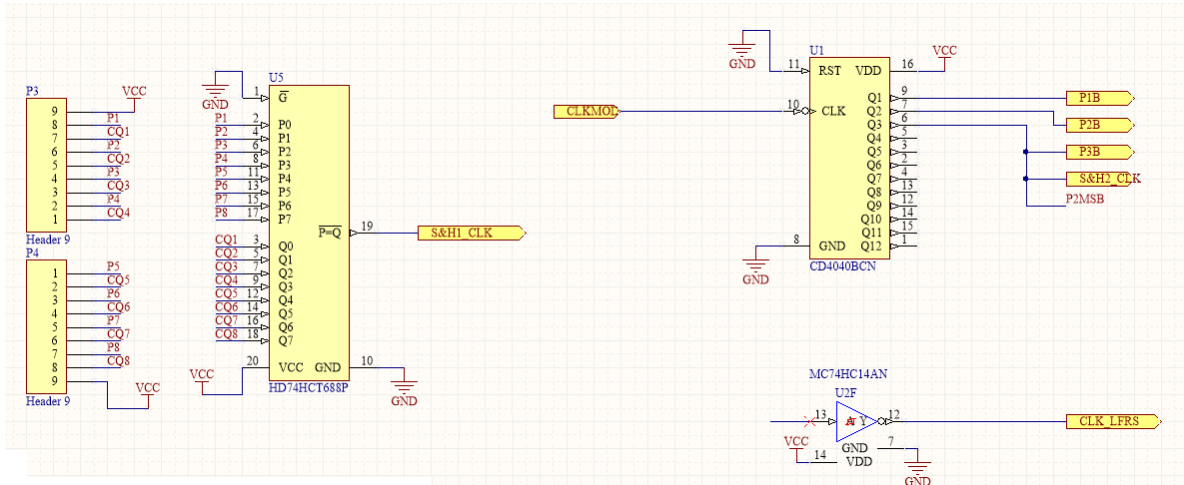 P3
9
8
7
6
5
4
3
2
1
VCC
P1
CQ1
P2
CQ2
P3
CQ3
P4
CQ4
Header 9
P4
1
2
3
4
5
6
7
8
9
P5
CQ5
P6
CQ6
P7
CQ7
P8
CQ8
VCC
Header 9
U5
GND
1 G
P1 2 P0
P2 4 P1
P3 6 P2
P4 8 P3
P5 11 P4
P6 13 P5
P7 15 P6
P8 17 P7
P=Q 19 S&H1_CLK
CQ1 3 Q0
CQ2 5 Q1
CQ3 7 Q2
CQ4 9 Q3
CQ5 12 Q4
CQ6 14 Q5
CQ7 16 Q6
CQ8 18 Q7
VCC 20 VCC GND 10
GND
HD74HCT688P
U1
GND
11 RST VDD 16 VCC
CLKMOL 10 CLK
Q1 9 P1B
Q2 7 P2B
Q3 6 P3B
Q4 5 S&H2_CLK
Q5 3 P2MSB
Q6 2
Q7 4
Q8 13
Q9 12
Q10 14
Q11 15
Q12 1
8 GND
GND
CD4040BCN
MC74HC14AN
U2F
13 A Y 12 CLK_LFRS
GND 7
VCC 14 VDD
GND